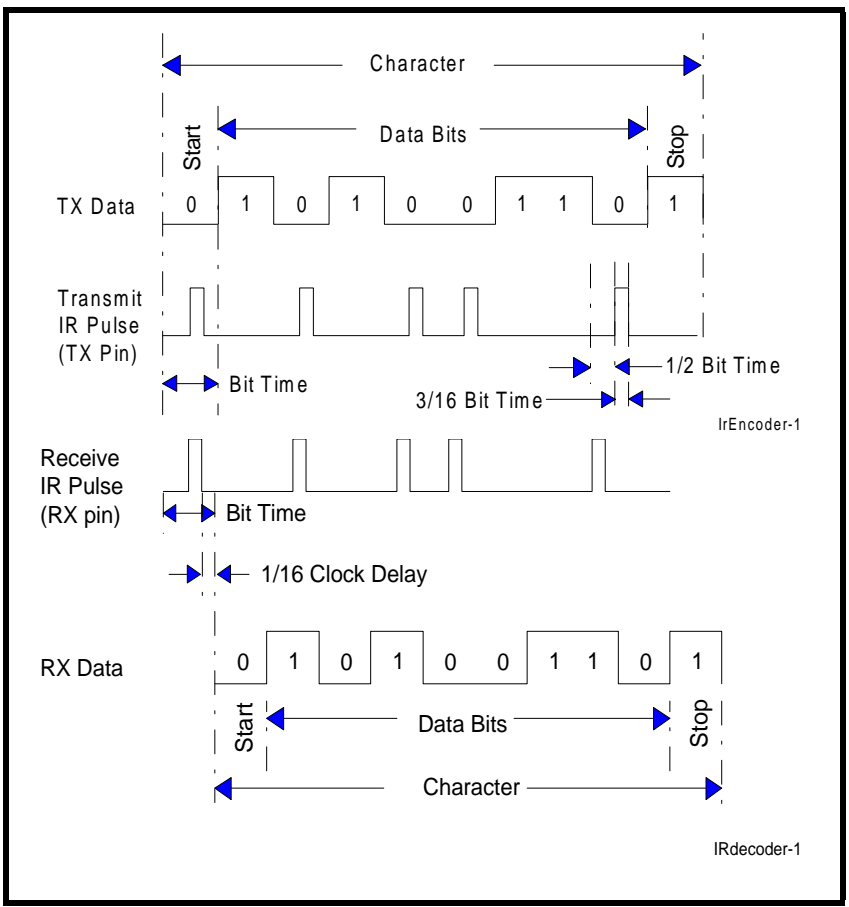 Character
Start
Data Bits
Stop
TX Data
0 1 0 1 0 0 1 1 0 1
Transmit
IR Pulse
(TX Pin)
Bit Time
1/2 Bit Time
3/16 Bit Time
IrEncoder-1
Receive
IR Pulse
(RX pin)
Bit Time
1/16 Clock Delay
RX Data
0 1 0 1 0 0 1 1 0 1
Start
Data Bits
Stop
Character
IRdecoder-1